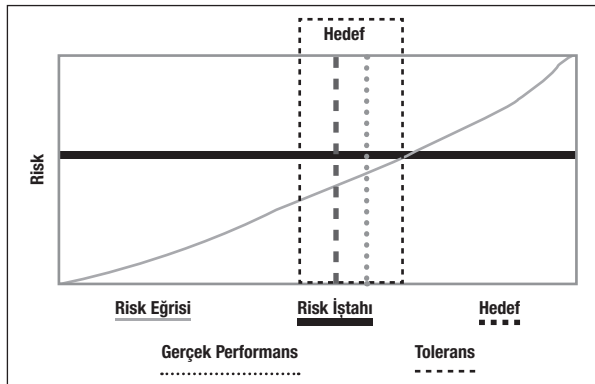 Hedef
Risk
Risk Eğrisi Risk İştahı Hedef
Gerçek Performans Tolerans